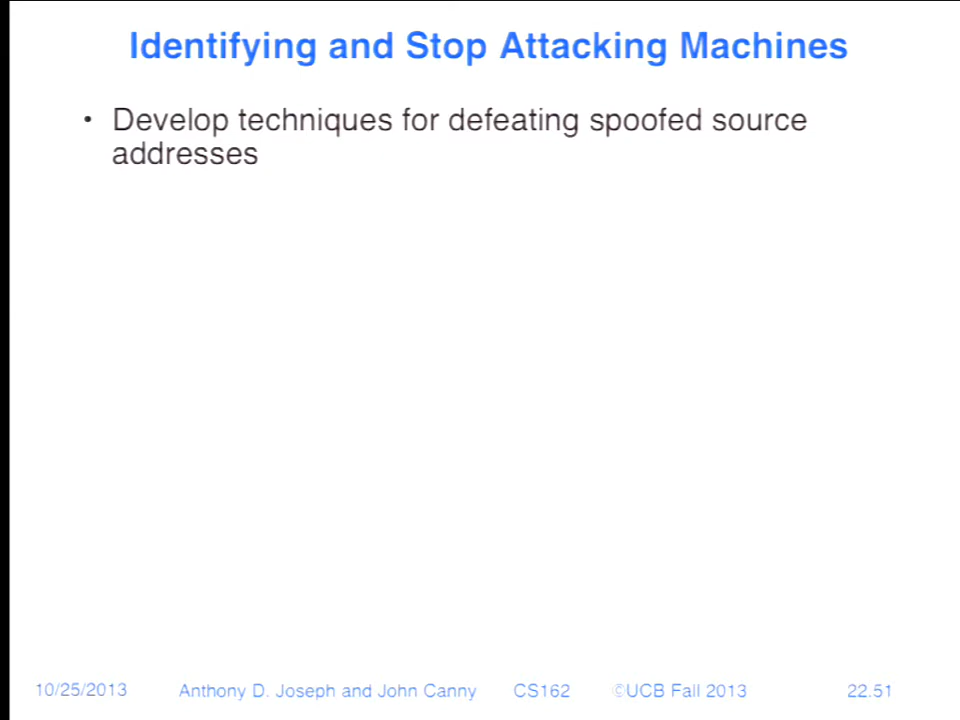 Identifying and Stop Attacking Machines
• Develop techniques for defeating spoofed source
addresses
10/25/2013 Anthony D. Joseph and John Canny CS162 ©UCB Fall 2013 22.51